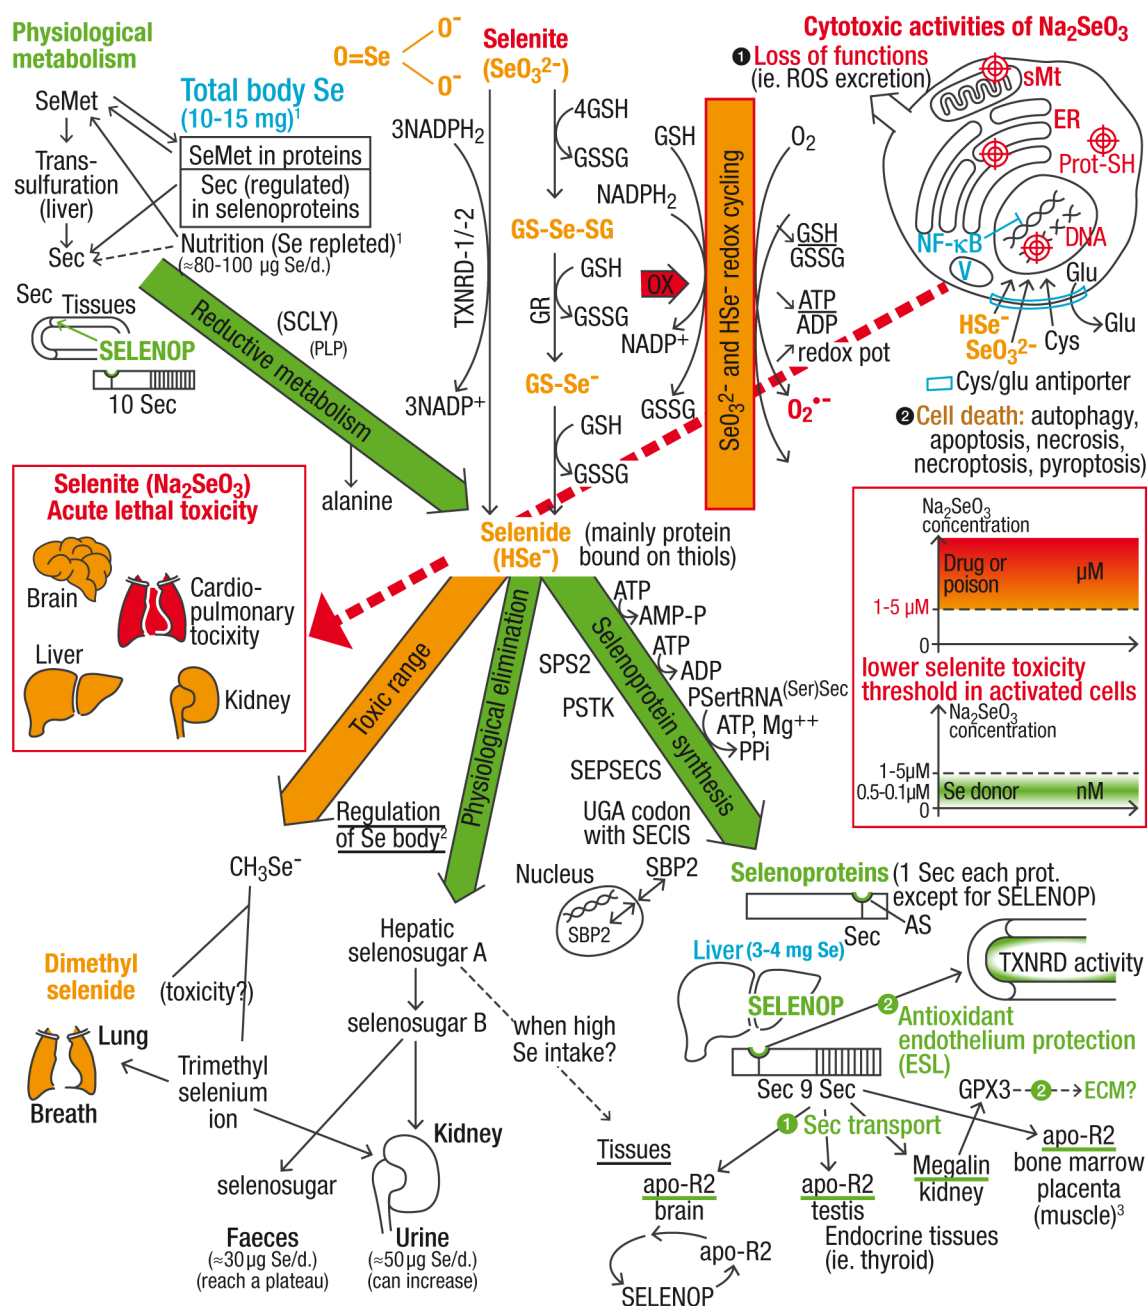 Physiological
metabolism
SeMet
Trans-
sulfuration
(liver)
Sec
Total body Se
(10-15 mg)1
SeMet in proteins
Sec (regulated)
in selenoproteins
Nutrition (Se repleted)1
(≈80-100 µg Se/d.)
Sec
Tissues
SELENOP
10 Sec
Reductive metabolism
(SCLY)
(PLP)
alanine
O=Se
O-
O-
Selenite
(SeO32-)
3NADPH2
TXNRD-1/-2
3NADP+
4GSH
GSSG
GS-Se-SG
GSH
GR
GSSG
GS-Se-
GSH
GSSG
GSH
NADPH2
OX
NADP+
GSSG
SeO32- and HSe- redox cycling
O2
GSH
GSSG
ATP
ADP
redox pot
O2•-
Cytotoxic activities of Na2SeO3
❶ Loss of functions
(ie. ROS excretion)
sMt
ER
Prot-SH
NF-κB
DNA
V
Glu
HSe-
SeO32-
Cys
Glu
Cys/glu antiporter
❷ Cell death: autophagy,
apoptosis, necrosis,
necroptosis, pyroptosis)
Selenite (Na2SeO3)
Acute lethal toxicity
Brain
Cardio-
pulmonary
tocixity
Liver
Kidney
Selenide
(HSe-)
(mainly protein
bound on thiols)
Na2SeO3
concentration
Drug or
poison
µM
1-5 µM
0
lower selenite toxicity
threshold in activated cells
Na2SeO3
concentration
1-5µM
0.5-0.1µM
Se donor
nM
0
Toxic range
Physiological elimination
Selenoprotein synthesis
ATP
AMP-P
SPS2
ATP
ADP
PSTK
PSertRNA(Ser)Sec
ATP, Mg++
PPi
SEPSECS
UGA codon
with SECIS
Nucleus
SBP2
SBP2
Regulation
of Se body2
CH3Se-
(toxicity?)
Dimethyl
selenide
Lung
Breath
Trimethyl
selenium
ion
Hepatic
selenosugar A
selenosugar B
when high
Se intake?
selenosugar
Kidney
Faeces
(≈30µg Se/d.)
(reach a plateau)
Urine
(≈50µg Se/d.)
(can increase)
Selenoproteins (1 Sec each prot.
except for SELENOP)
Sec
AS
Liver (3-4 mg Se)
SELENOP
TXNRD activity
❷ Antioxidant
endothelium protection
(ESL)
Sec 9 Sec
GPX3
❷
ECM?
❶ Sec transport
Tissues
apo-R2
brain
apo-R2
SELENOP
apo-R2
testis
Endocrine tissues
(ie. thyroid)
Megalin
kidney
apo-R2
bone marrow
placenta
(muscle)3